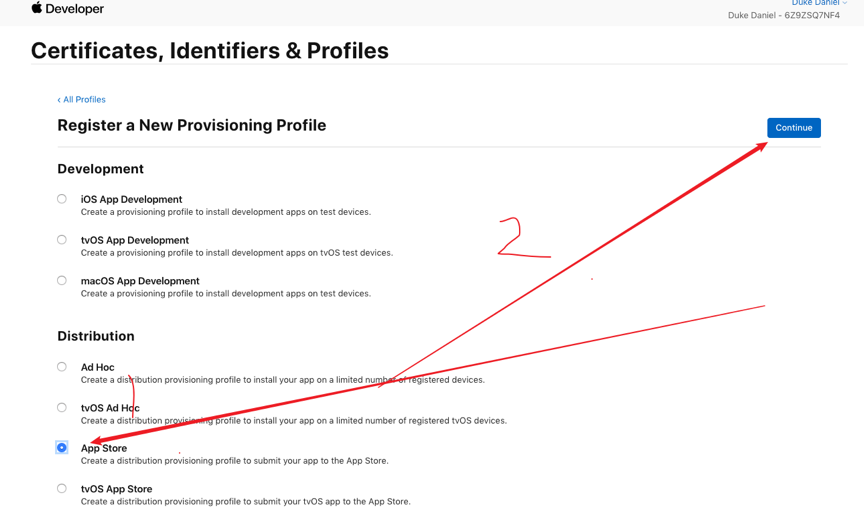 Developer
Duke Daniel
Duke Daniel - 6Z9ZSQ7NF4
Certificates, Identifiers & Profiles
‹ All Profiles
Register a New Provisioning Profile
Continue
Development
iOS App Development
Create a provisioning profile to install development apps on test devices.
tvOS App Development
Create a provisioning profile to install development apps on tvOS test devices.
2
macOS App Development
Create a provisioning profile to install development apps on test devices.
Distribution
Ad Hoc
Create a distribution provisioning profile to install your app on a limited number of registered devices.
1
tvOS Ad Hoc
Create a distribution provisioning profile to install your app on a limited number of registered tvOS devices.
App Store
Create a distribution provisioning profile to submit your app to the App Store.
tvOS App Store
Create a distribution provisioning profile to submit your tvOS app to the App Store.